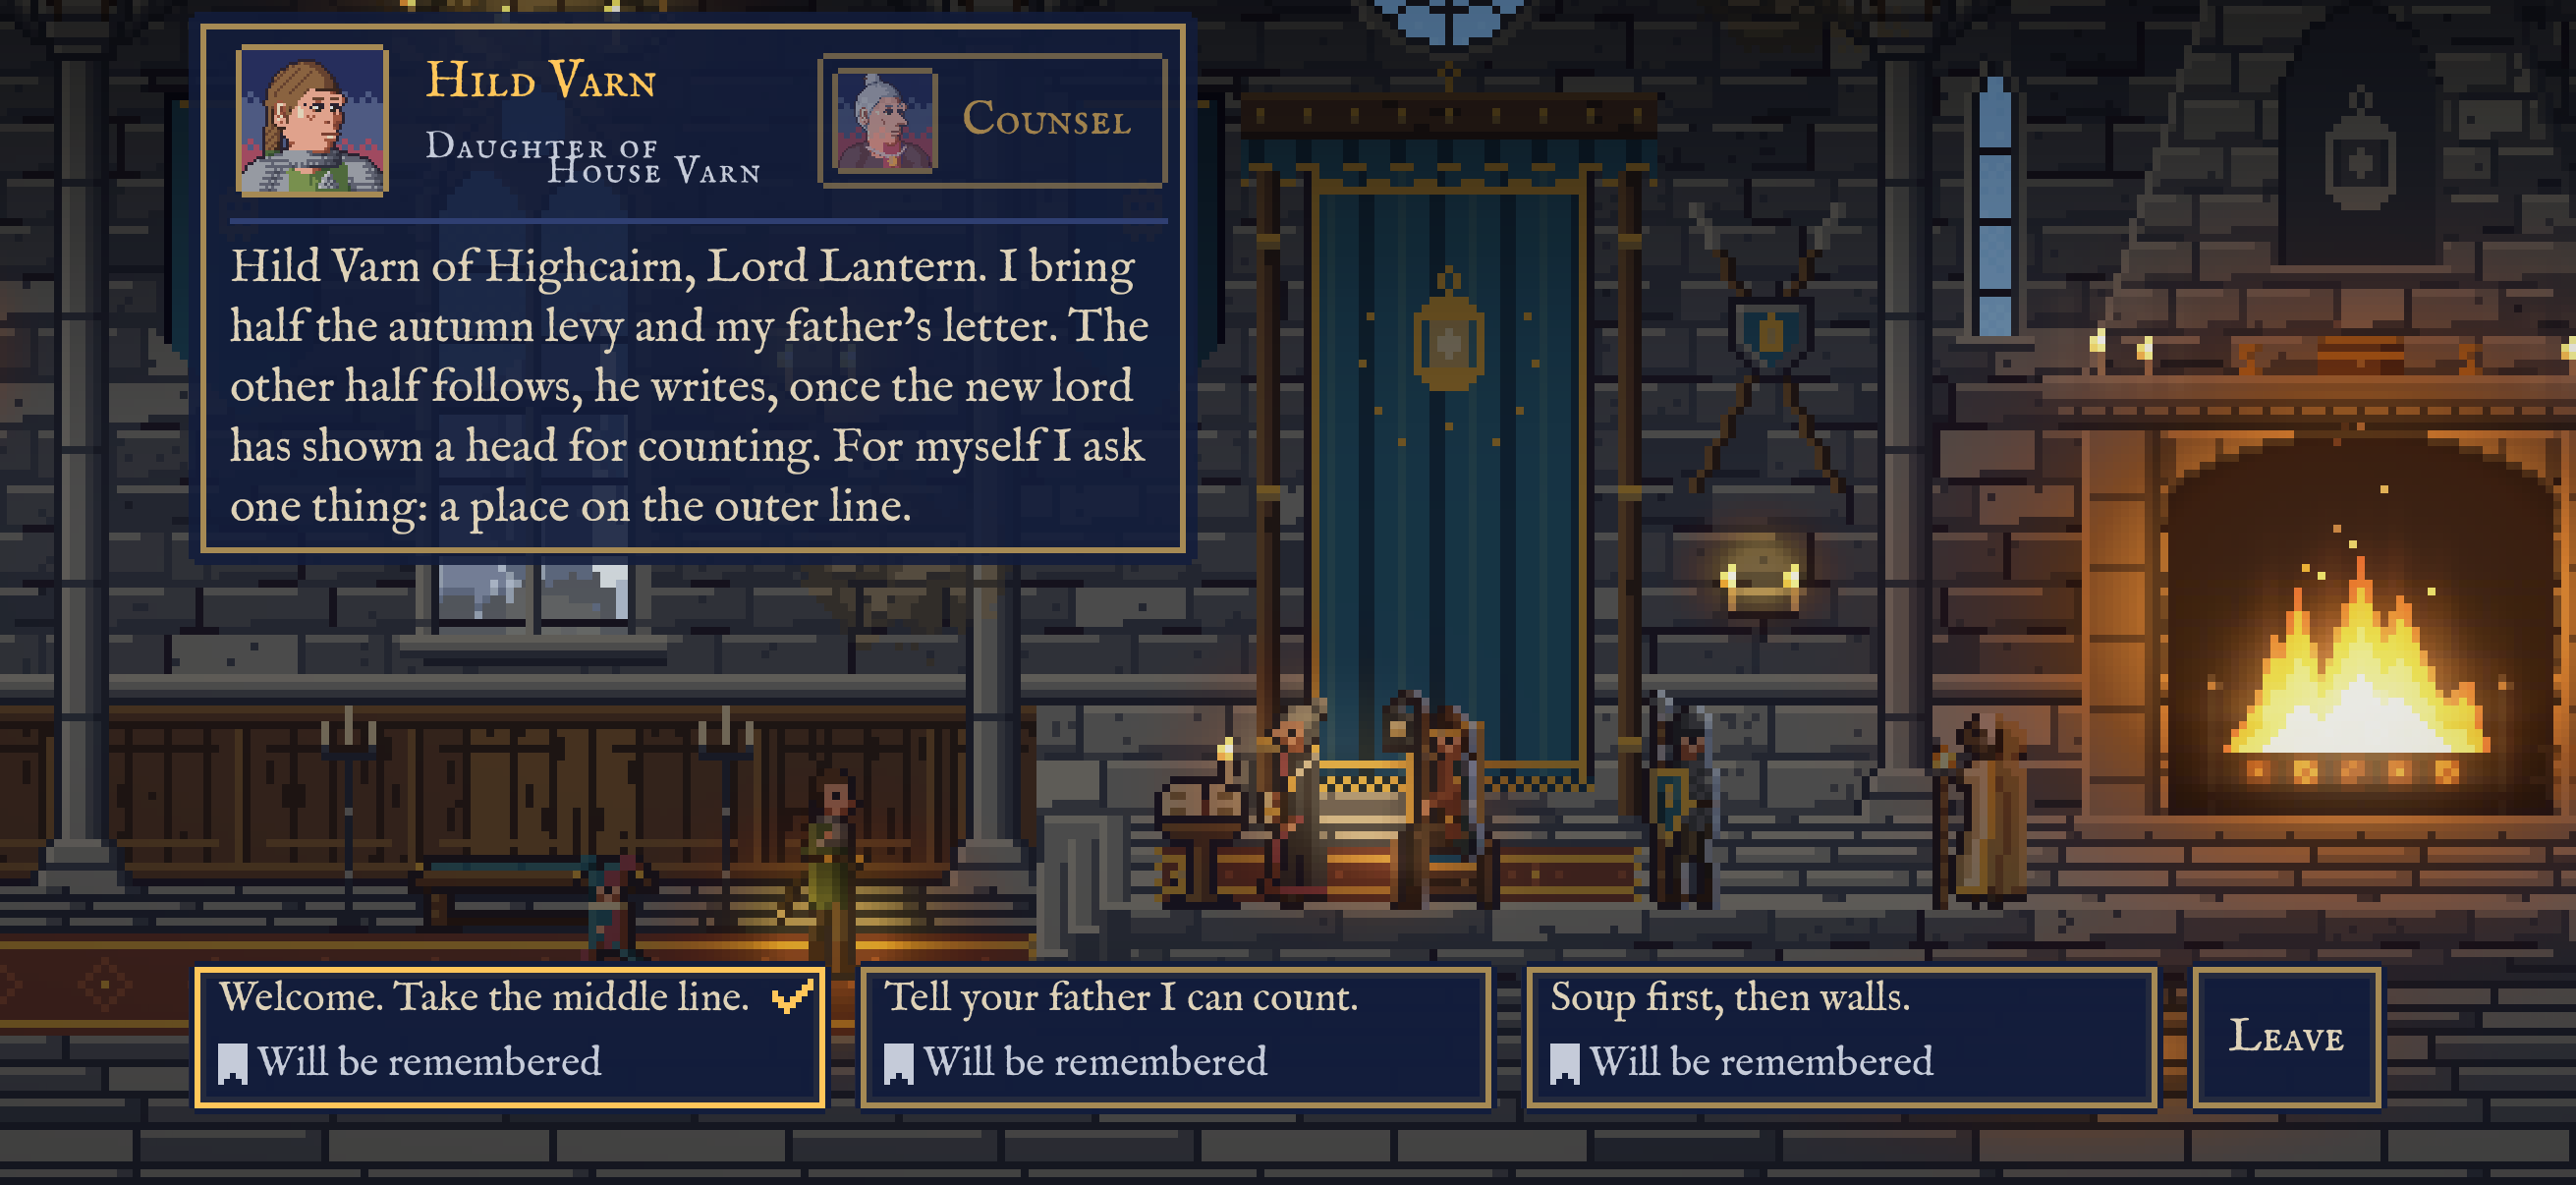 Hild Varn
Daughter of
House Varn
Counsel
Hild Varn of Highcairn, Lord Lantern. I bring
half the autumn levy and my father's letter. The
other half follows, he writes, once the new lord
has shown a head for counting. For myself I ask
one thing: a place on the outer line.
Welcome. Take the middle line.
Will be remembered
Tell your father I can count.
Will be remembered
Soup first, then walls.
Will be remembered
Leave